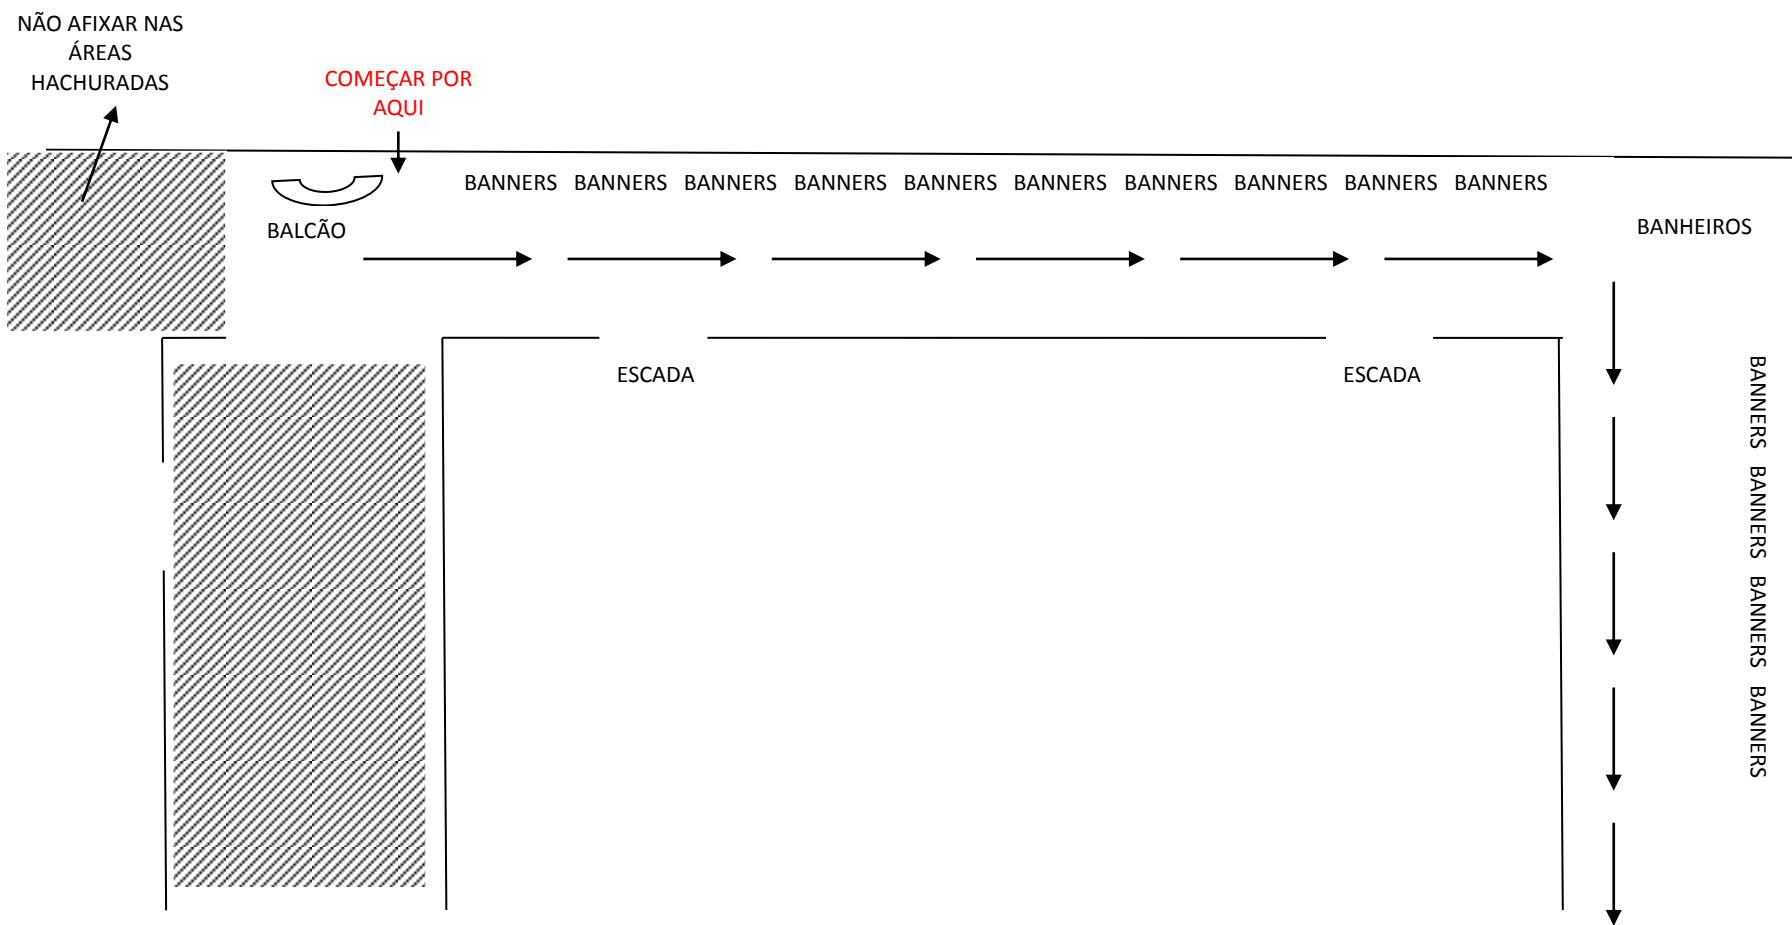 NÃO AFIXAR NAS
ÁREAS
HACHURADAS
COMEÇAR POR
AQUI
BANNERS BANNERS BANNERS BANNERS BANNERS BANNERS BANNERS BANNERS BANNERS BANNERS
BALCÃO
BANHEIROS
ESCADA
ESCADA
BANNERS BANNERS BANNERS BANNERS